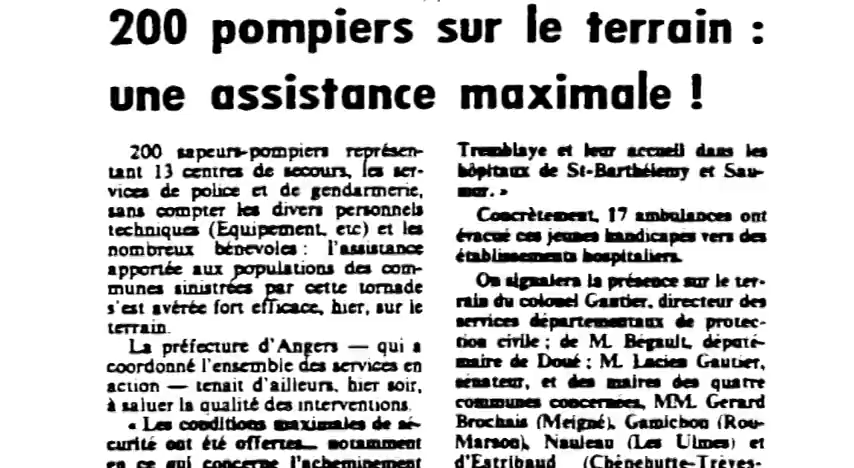 200 pompiers sur le terrain :
une assistance maximale !
200 sapeurs-pompiers représen-
tant 13 centres de secours, les ser-
vices de police et de gendarmerie,
sans compter les divers personnels
techniques (Equipement, etc) et les
nombreux bénévoles : l'assistance
apportée aux populations des com-
munes sinistrées par cette tornade
s'est avérée fort efficace, hier, sur le
terrain.
La préfecture d'Angers — qui a
coordonné l'ensemble des services en
action — tenait d'ailleurs, hier soir,
à saluer la qualité des interventions.
« Les conditions maximales de sé-
curité ont été offertes... notamment
en ce qui concerne l'acheminement
Tremblaye et leur accueil dans les
hôpitaux de St-Barthélemy et Sau-
mur. »
Concrètement, 17 ambulances ont
évacué ces jeunes handicapés vers des
établissements hospitaliers.
On signalera la présence sur le ter-
rain du colonel Gautier, directeur des
services départementaux de protec-
tion civile ; de M. Bégault, député-
maire de Doué ; M. Lucien Gautier,
sénateur, et des maires des quatre
communes concernées, MM. Gerard
Brochais (Meigné), Gamichon (Rou-
Marson), Nauleau (Les Ulmes) et
d'Estribaud (Chênehutte-Trèves-